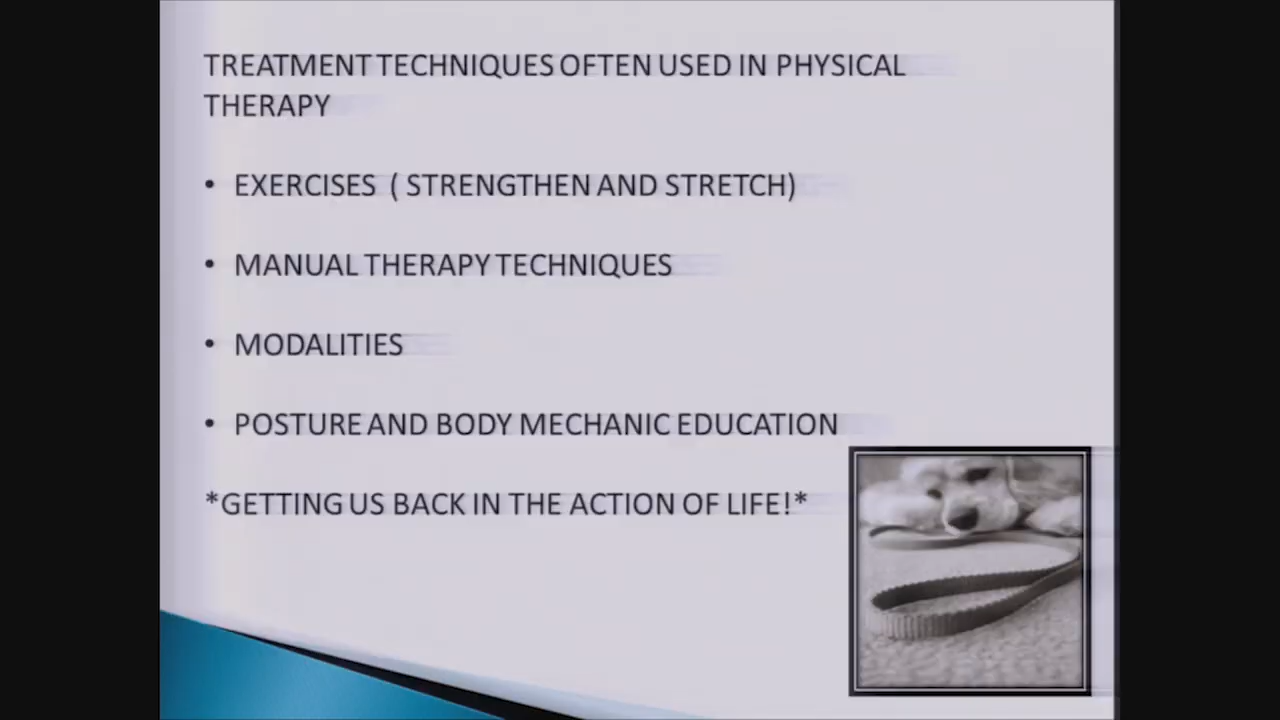 TREATMENT TECHNIQUES OFTEN USED IN PHYSICAL
THERAPY
• EXERCISES ( STRENGTHEN AND STRETCH)
• MANUAL THERAPY TECHNIQUES
• MODALITIES
• POSTURE AND BODY MECHANIC EDUCATION
*GETTING US BACK IN THE ACTION OF LIFE!*